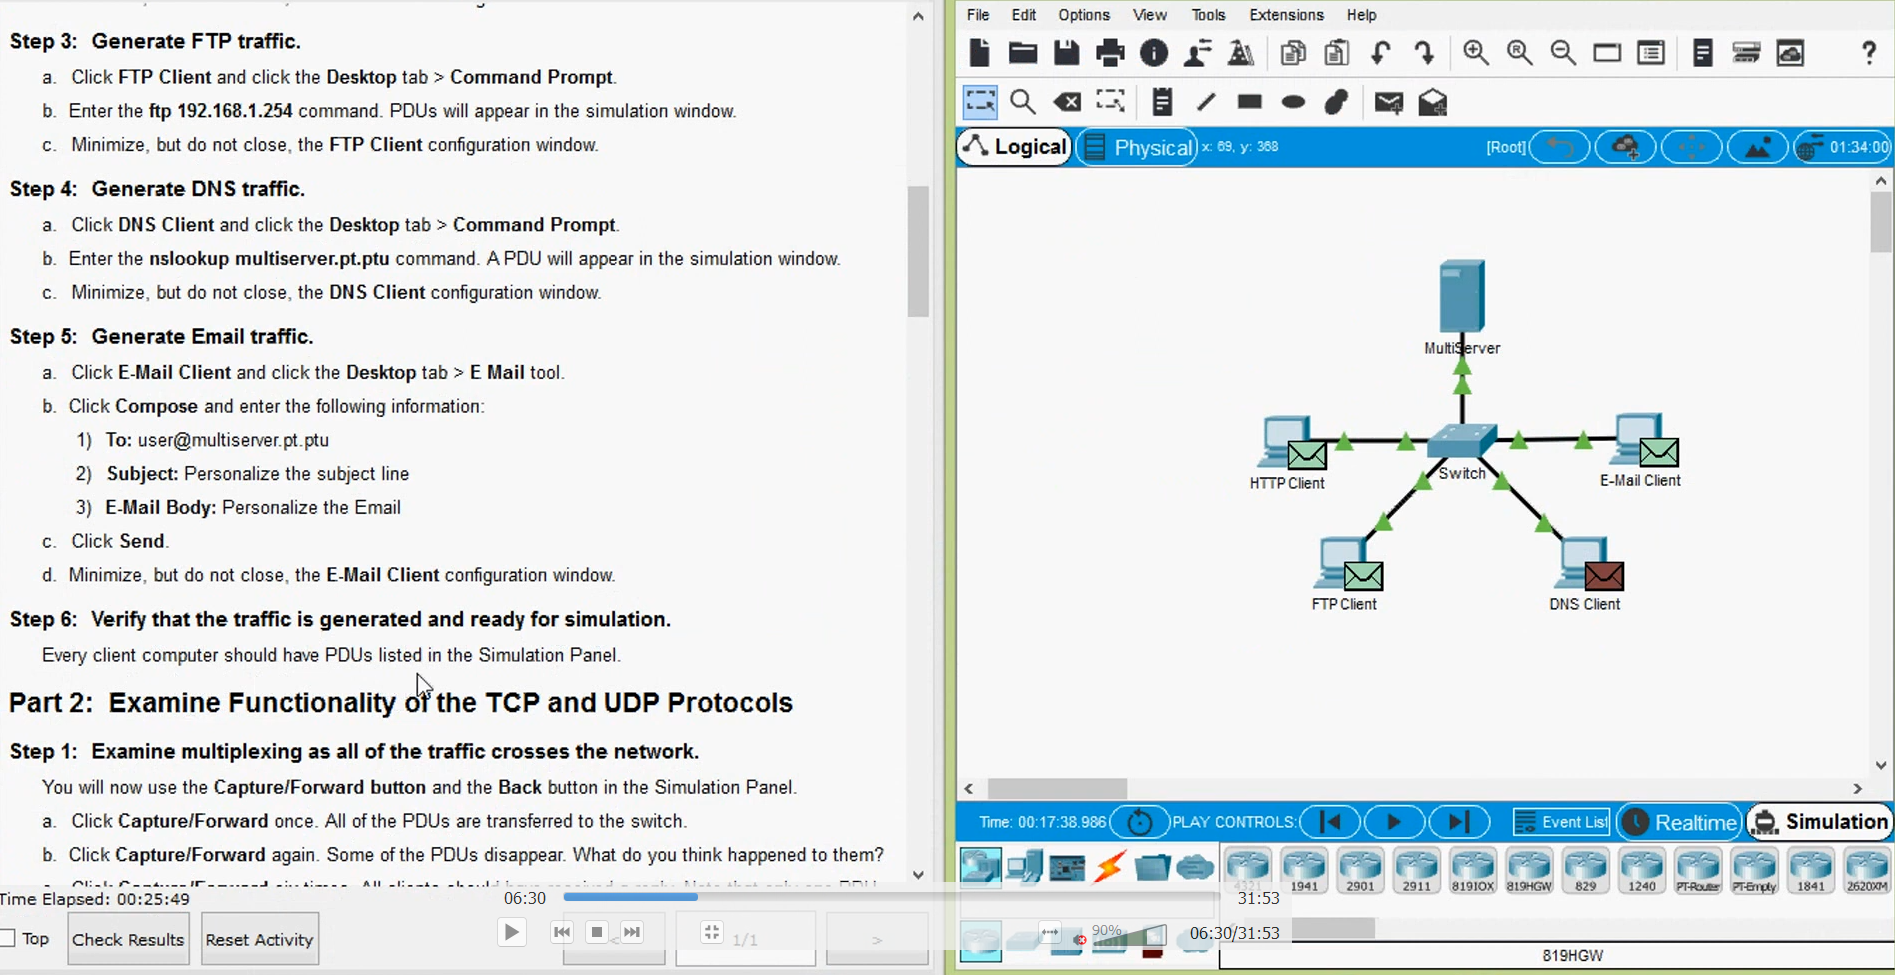 Step 3: Generate FTP traffic.
a. Click FTP Client and click the Desktop tab > Command Prompt.
b. Enter the ftp 192.168.1.254 command. PDUs will appear in the simulation window.
c. Minimize, but do not close, the FTP Client configuration window.
Step 4: Generate DNS traffic.
a. Click DNS Client and click the Desktop tab > Command Prompt.
b. Enter the nslookup multiserver.pt.ptu command. A PDU will appear in the simulation window.
c. Minimize, but do not close, the DNS Client configuration window.
Step 5: Generate Email traffic.
a. Click E-Mail Client and click the Desktop tab > E Mail tool.
b. Click Compose and enter the following information:
1) To: user@multiserver.pt.ptu
2) Subject: Personalize the subject line
3) E-Mail Body: Personalize the Email
c. Click Send.
d. Minimize, but do not close, the E-Mail Client configuration window.
Step 6: Verify that the traffic is generated and ready for simulation.
Every client computer should have PDUs listed in the Simulation Panel.
Part 2: Examine Functionality of the TCP and UDP Protocols
Step 1: Examine multiplexing as all of the traffic crosses the network.
You will now use the Capture/Forward button and the Back button in the Simulation Panel.
a. Click Capture/Forward once. All of the PDUs are transferred to the switch.
b. Click Capture/Forward again. Some of the PDUs disappear. What do you think happened to them?
Time Elapsed: 00:25:49
Top Check Results Reset Activity < 1/1 >
06:30 31:53
90% 06:30/31:53
File Edit Options View Tools Extensions Help
?
Logical Physical x: 69, y: 368 [Root] 01:34:00
MultiServer
Switch
HTTP Client
E-Mail Client
FTP Client
DNS Client
Time: 00:17:38.986 PLAY CONTROLS: Event List Realtime Simulation
4321 1941 2901 2911 819IOX 819HGW 829 1240 PT-Router PT-Empty 1841 2620XM
819HGW